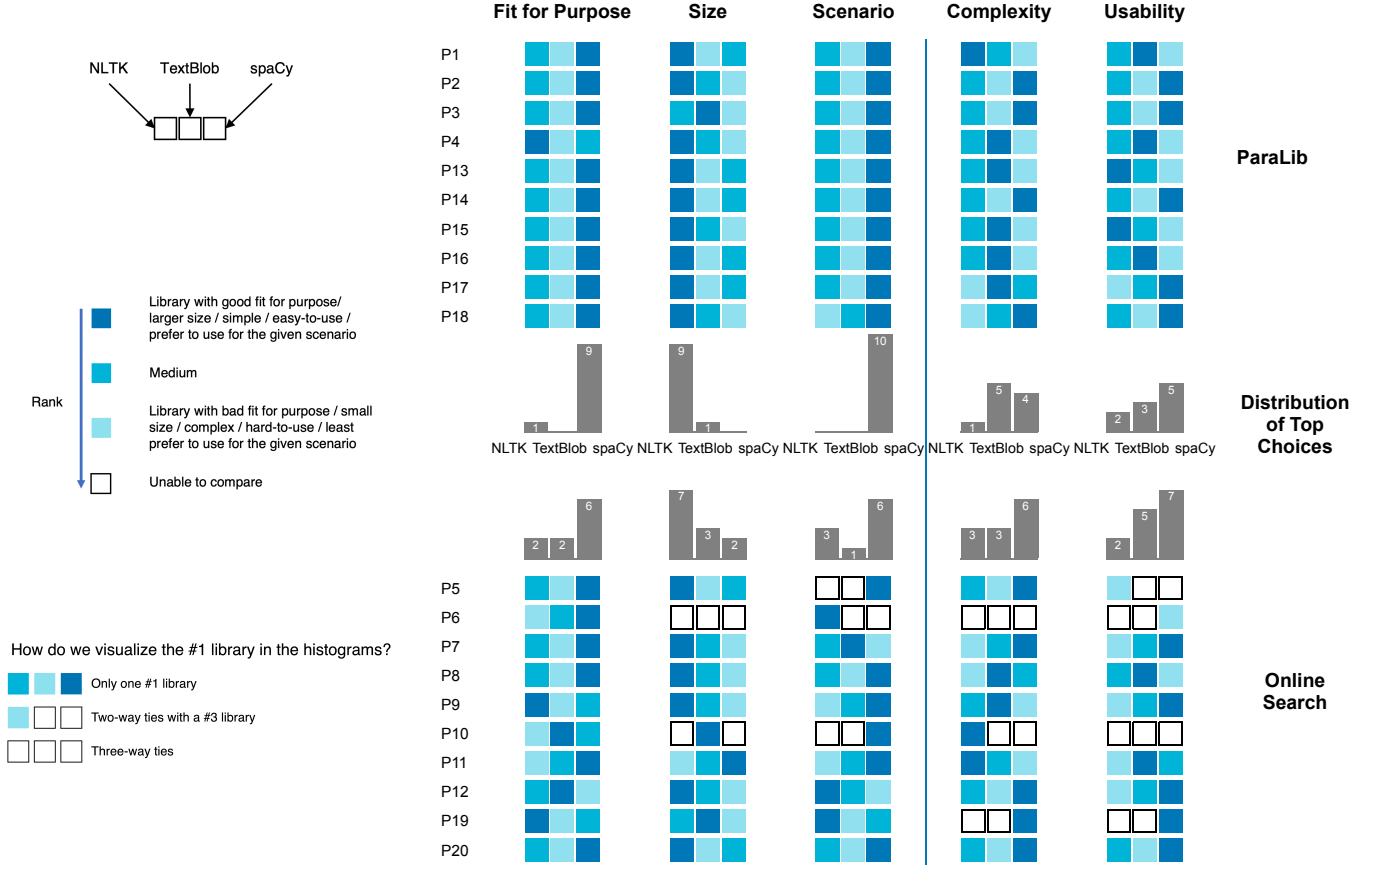 Fit for Purpose Size Scenario Complexity Usability
NLTK TextBlob spaCy
P1
P2
P3
P4
P13
P14
P15
P16
P17
P18
ParaLib
Library with good fit for purpose/
larger size / simple / easy-to-use /
prefer to use for the given scenario
Medium
Rank
Library with bad fit for purpose / small
size / complex / hard-to-use / least
prefer to use for the given scenario
Unable to compare
1 9 9 1 10 1 5 4 2 3 5
NLTK TextBlob spaCy NLTK TextBlob spaCy NLTK TextBlob spaCy NLTK TextBlob spaCy NLTK TextBlob spaCy
Distribution
of Top
Choices
2 2 6 7 3 2 3 1 6 3 3 6 2 5 7
P5
P6
P7
P8
P9
P10
P11
P12
P19
P20
Online
Search
How do we visualize the #1 library in the histograms?
Only one #1 library
Two-way ties with a #3 library
Three-way ties